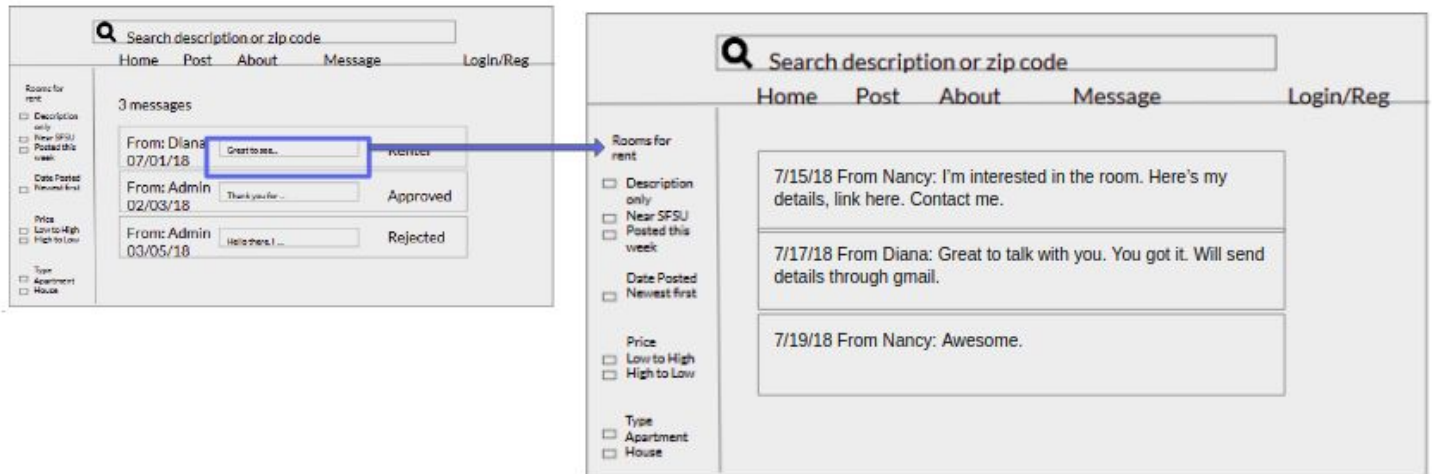 Search description or zip code
Home Post About Message Login/Reg
Rooms for
rent
Description
only
Near SFSU
Posted this
week
Date Posted
Newest first
Price
Low to High
High to Low
Type
Apartment
House
3 messages
From: Diana
07/01/18
Great to see...
Renter
From: Admin
02/03/18
Thank you for ...
Approved
From: Admin
03/05/18
Hello there, I ...
Rejected
Search description or zip code
Home Post About Message Login/Reg
Rooms for
rent
Description
only
Near SFSU
Posted this
week
Date Posted
Newest first
Price
Low to High
High to Low
Type
Apartment
House
7/15/18 From Nancy: I'm interested in the room. Here's my
details, link here. Contact me.
7/17/18 From Diana: Great to talk with you. You got it. Will send
details through gmail.
7/19/18 From Nancy: Awesome.